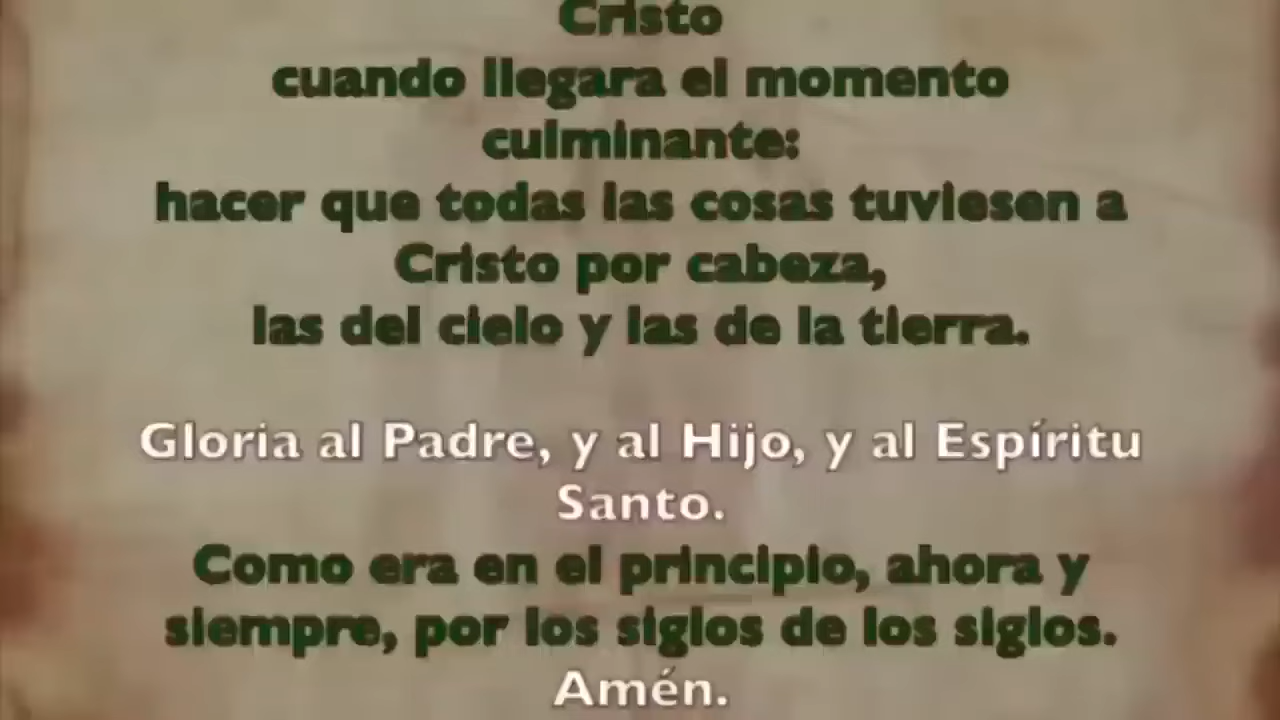 Cristo
cuando llegara el momento
culminante:
hacer que todas las cosas tuviesen a
Cristo por cabeza,
las del cielo y las de la tierra.
Gloria al Padre, y al Hijo, y al Espíritu
Santo.
Como era en el principio, ahora y
siempre, por los siglos de los siglos.
Amén.